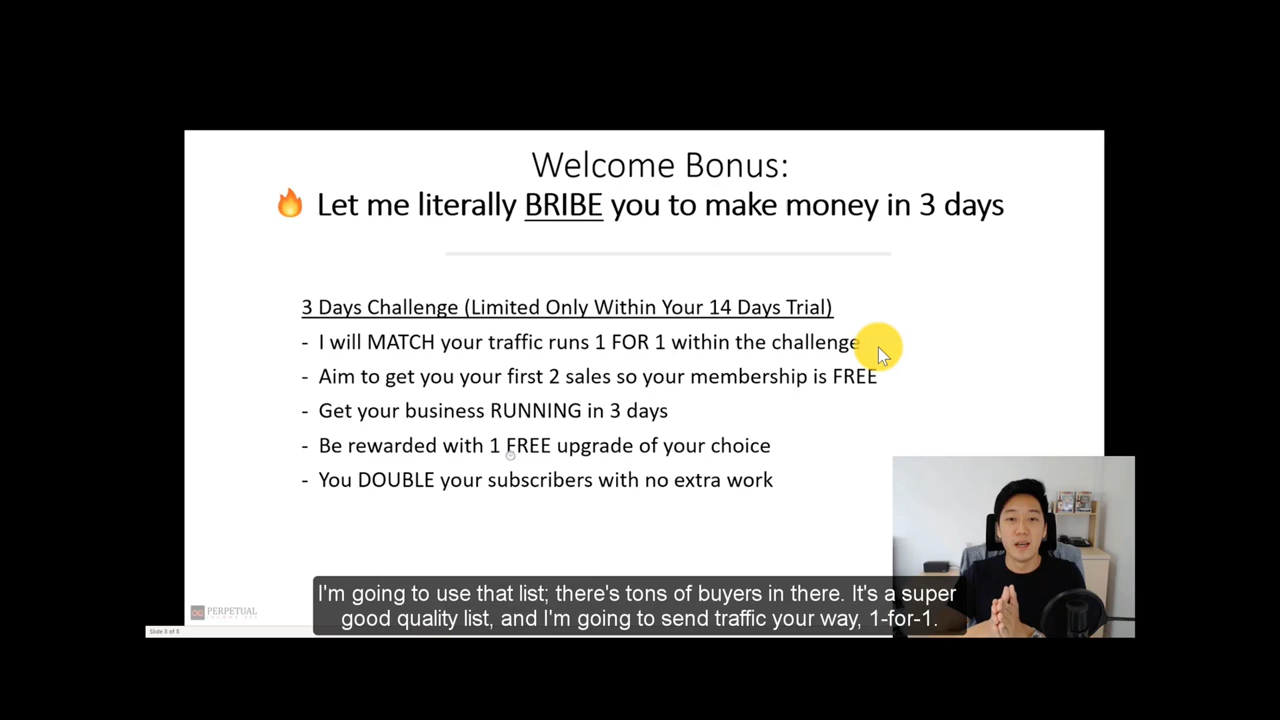 Welcome Bonus:
🔥 Let me literally BRIBE you to make money in 3 days
3 Days Challenge (Limited Only Within Your 14 Days Trial)
- I will MATCH your traffic runs 1 FOR 1 within the challenge
- Aim to get you your first 2 sales so your membership is FREE
- Get your business RUNNING in 3 days
- Be rewarded with 1 FREE upgrade of your choice
- You DOUBLE your subscribers with no extra work
I'm going to use that list; there's tons of buyers in there. It's a super
good quality list, and I'm going to send traffic your way, 1-for-1.
PERPETUAL
Slide 8 of 8